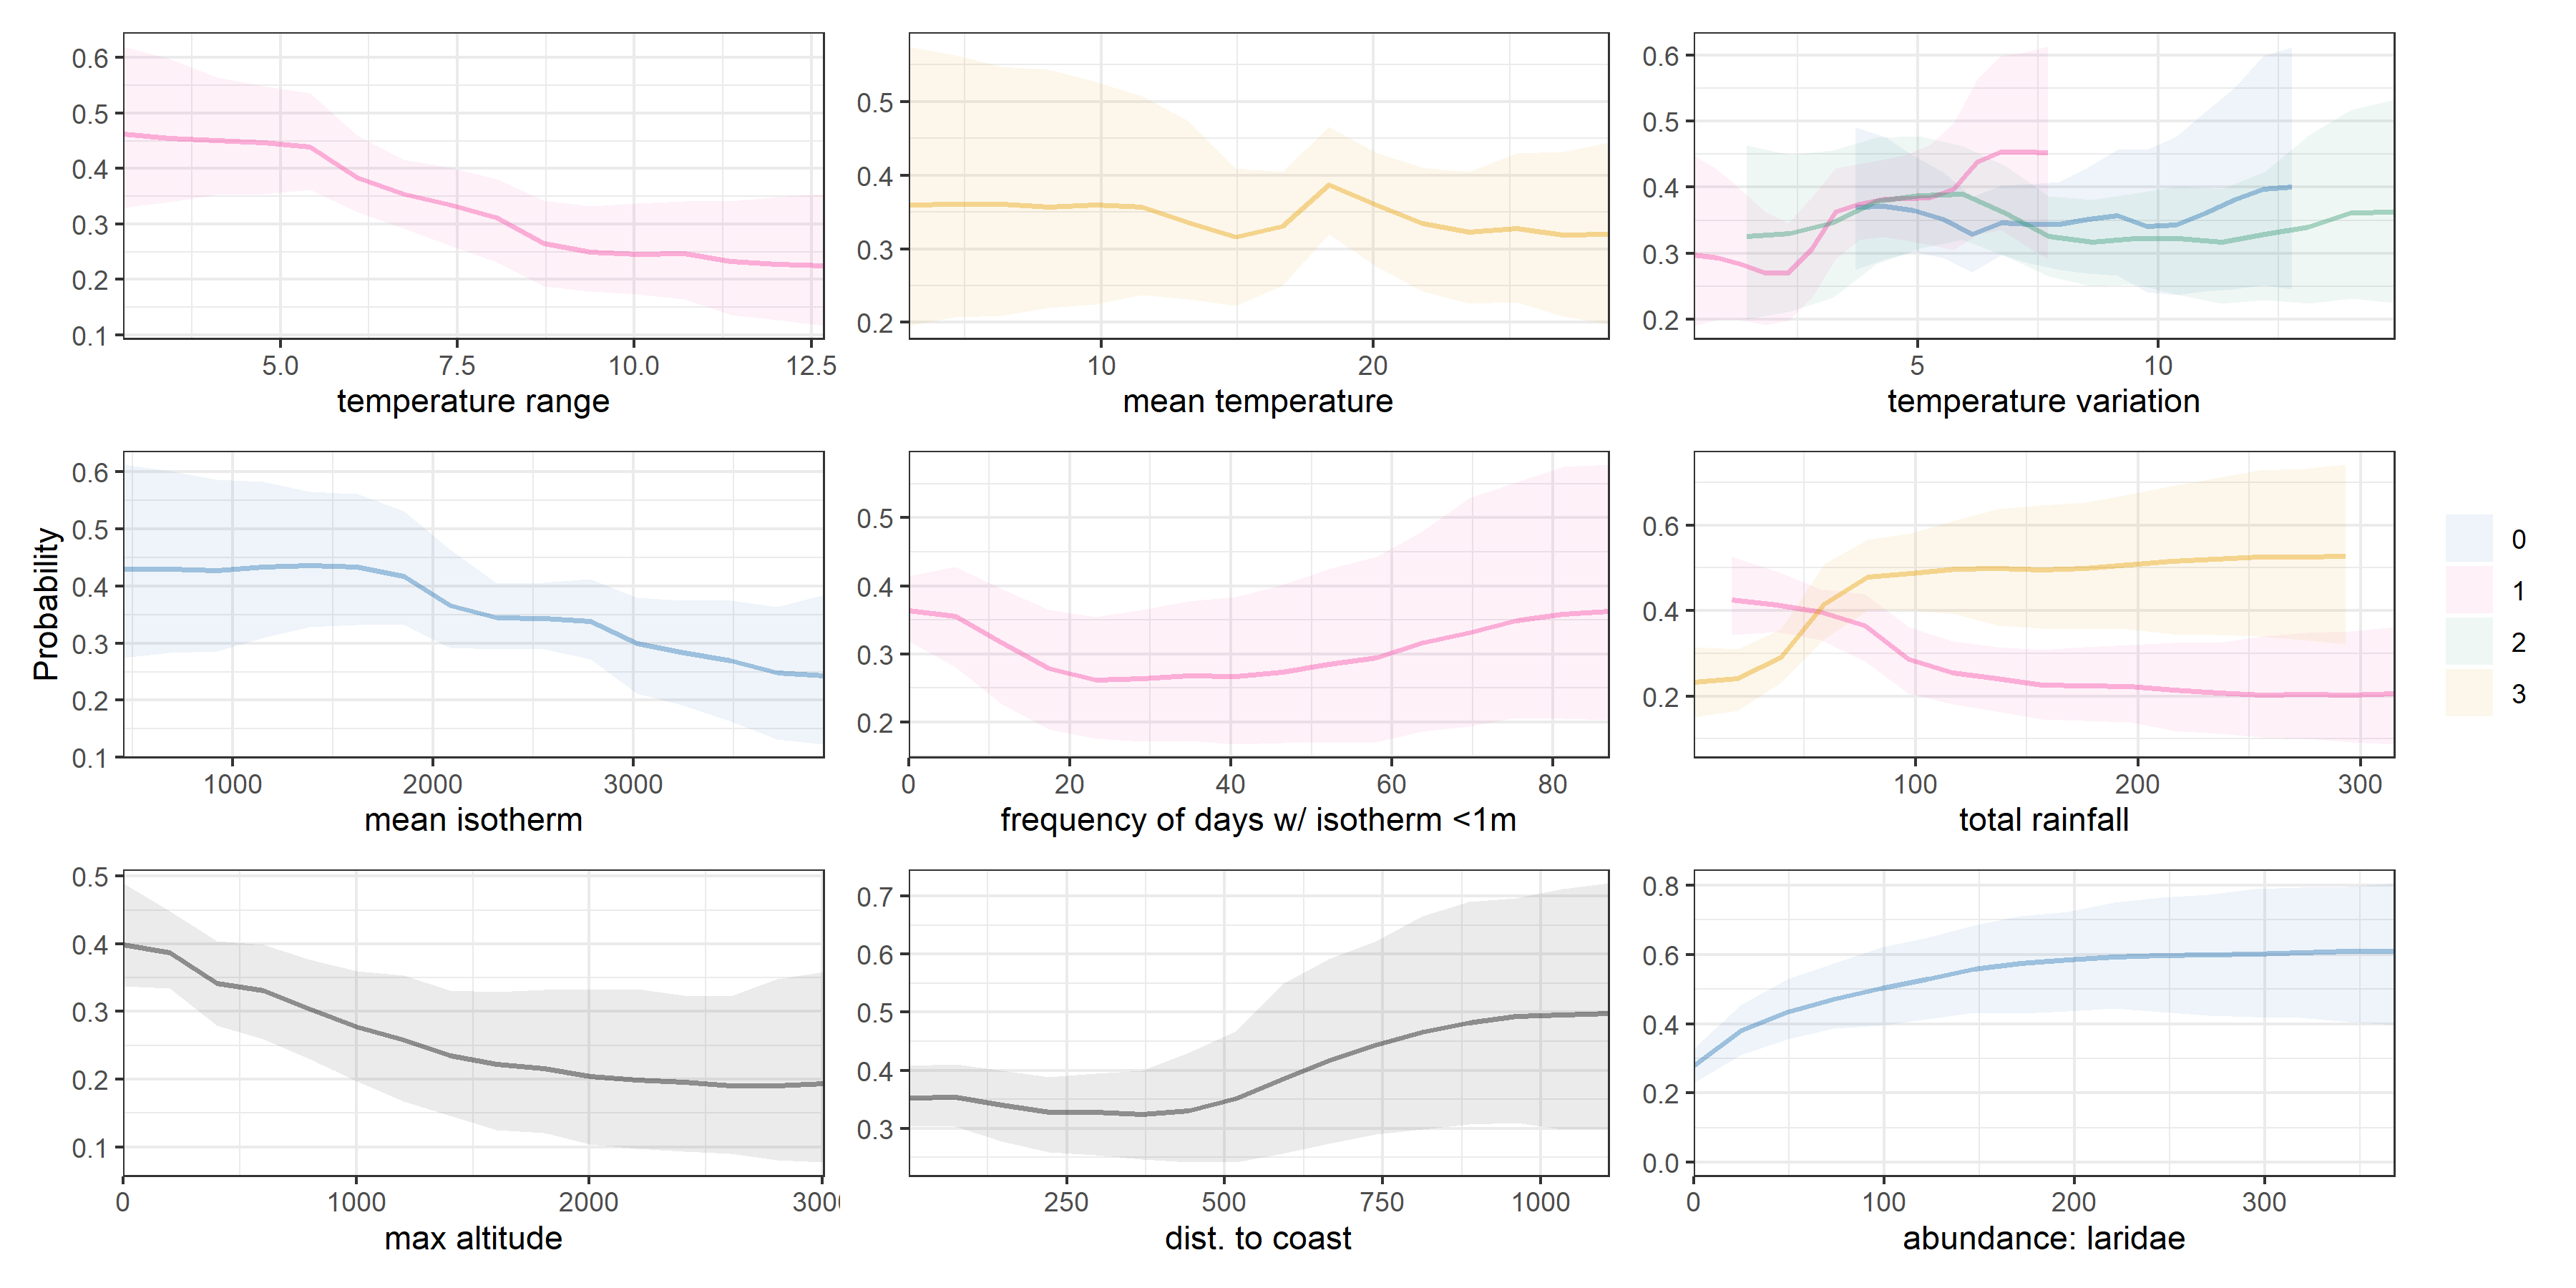 0.6
0.5
0.4
0.3
0.2
0.1
5.0 7.5 10.0 12.5
temperature range
0.5
0.4
0.3
0.2
10 20
mean temperature
0.6
0.5
0.4
0.3
0.2
5 10
temperature variation
Probability
0.6
0.5
0.4
0.3
0.2
0.1
1000 2000 3000
mean isotherm
0.5
0.4
0.3
0.2
0 20 40 60 80
frequency of days w/ isotherm <1m
0.6
0.4
0.2
100 200 300
total rainfall
0
1
2
3
0.5
0.4
0.3
0.2
0.1
0 1000 2000 3000
max altitude
0.7
0.6
0.5
0.4
0.3
250 500 750 1000
dist. to coast
0.8
0.6
0.4
0.2
0.0
0 100 200 300
abundance: laridae